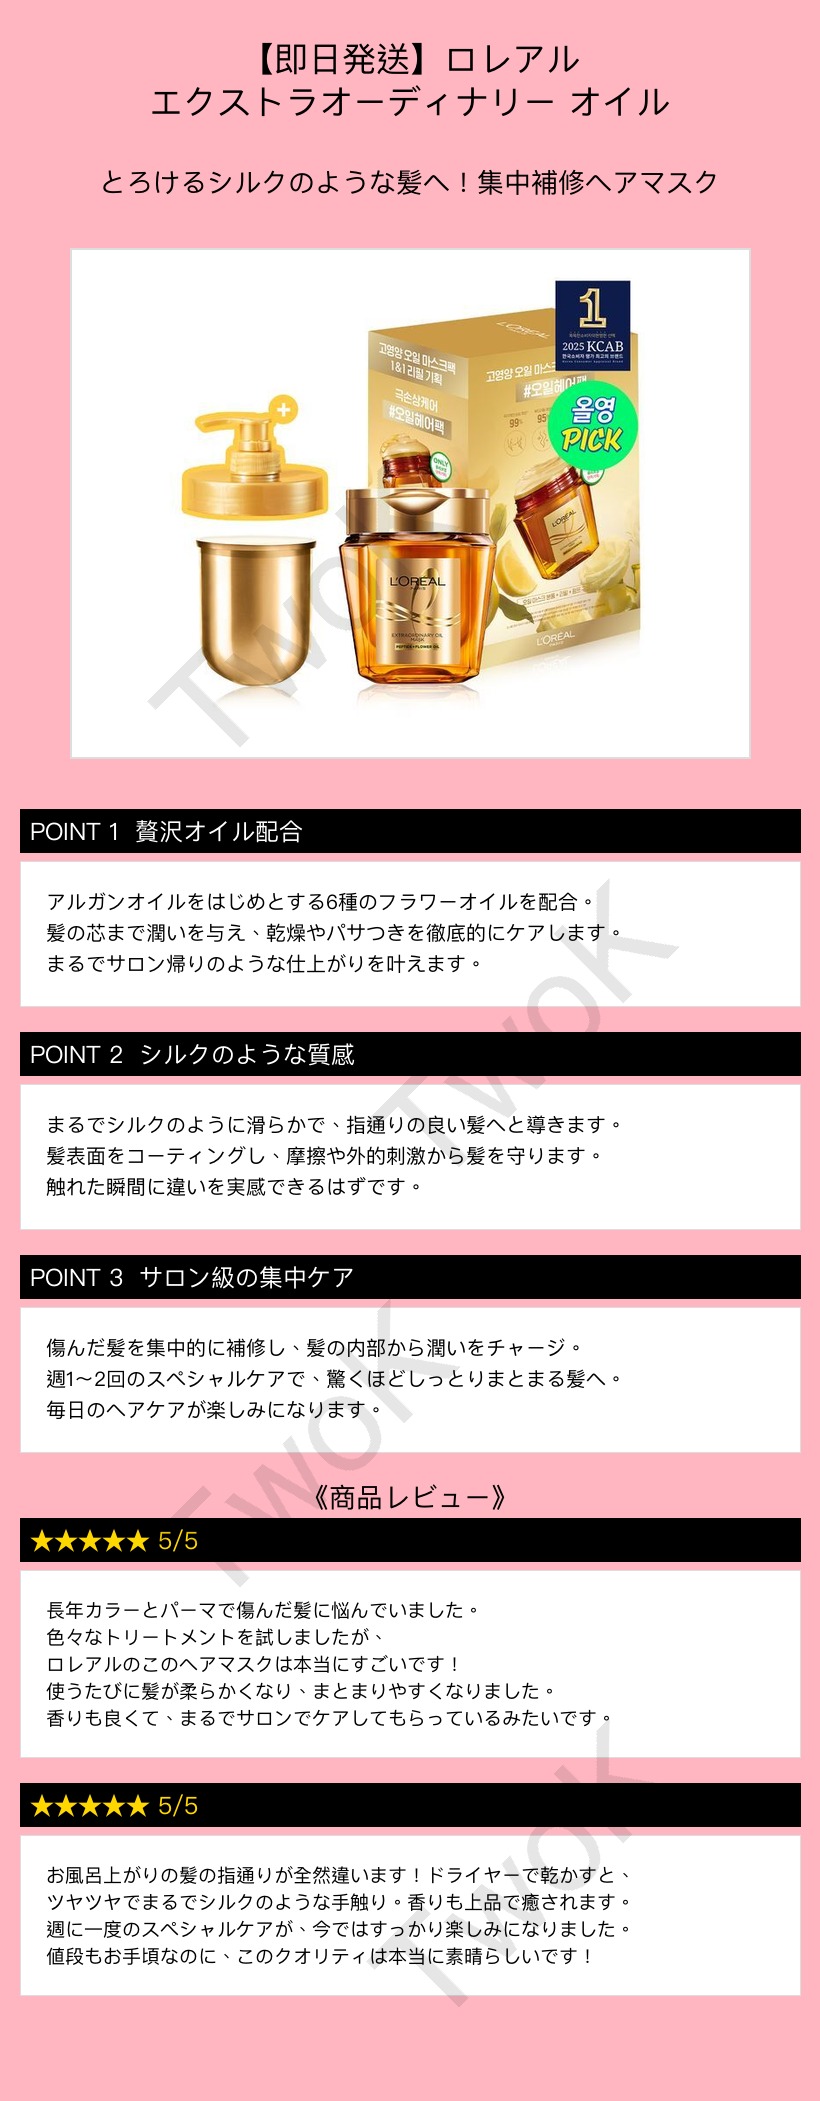 【即日発送】ロレアル
エクストラオーディナリー オイル
とろけるシルクのような髪へ！集中補修ヘアマスク
L'OREAL
고영양 오일 마스크팩
1&1 리필 기획
극손상케어
#오일헤어팩
ONLY
고영양 오일 마스크팩
#오일헤어팩
99%
95
1
2025 KCAB
한국소비자 평가 최고의 브랜드
올영
PICK
L'OREAL
PARIS
EXTRAORDINARY OIL
MASK
L'OREAL
L'OREAL
PARIS
TwoK
POINT 1 贅沢オイル配合
アルガンオイルをはじめとする6種のフラワーオイルを配合。
髪の芯まで潤いを与え、乾燥やパサつきを徹底的にケアします。
まるでサロン帰りのような仕上がりを叶えます。
TwoK
POINT 2 シルクのような質感
まるでシルクのように滑らかで、指通りの良い髪へと導きます。
髪表面をコーティングし、摩擦や外的刺激から髪を守ります。
触れた瞬間に違いを実感できるはずです。
POINT 3 サロン級の集中ケア
傷んだ髪を集中的に補修し、髪の内部から潤いをチャージ。
週1～2回のスペシャルケアで、驚くほどしっとりまとまる髪へ。
毎日のヘアケアが楽しみになります。
TwoK
《商品レビュー》
★★★★★ 5/5
長年カラーとパーマで傷んだ髪に悩んでいました。
色々なトリートメントを試しましたが、
ロレアルのこのヘアマスクは本当にすごいです！
使うたびに髪が柔らかくなり、まとまりやすくなりました。
香りも良くて、まるでサロンでケアしてもらっているみたいです。
★★★★★ 5/5
お風呂上がりの髪の指通りが全然違います！ドライヤーで乾かすと、
ツヤツヤでまるでシルクのような手触り。香りも上品で癒されます。
週に一度のスペシャルケアが、今ではすっかり楽しみになりました。
値段もお手頃なのに、このクオリティは本当に素晴らしいです！
TwoK